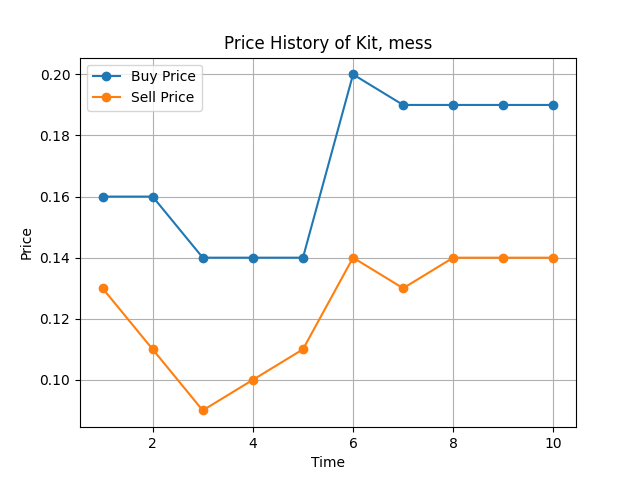 Price History of Kit, mess
Buy Price
Sell Price
0.20
0.18
0.16
0.14
0.12
0.10
Price
2 4 6 8 10
Time